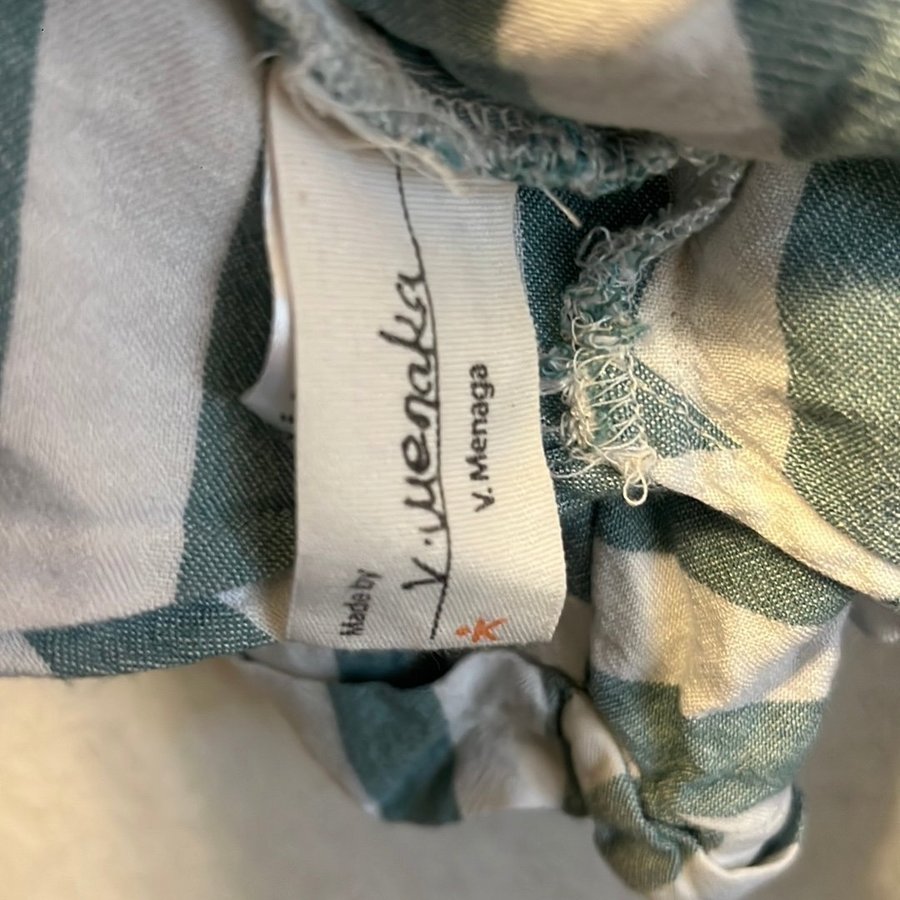 Made by
V. Menaka
V. Menaga
K